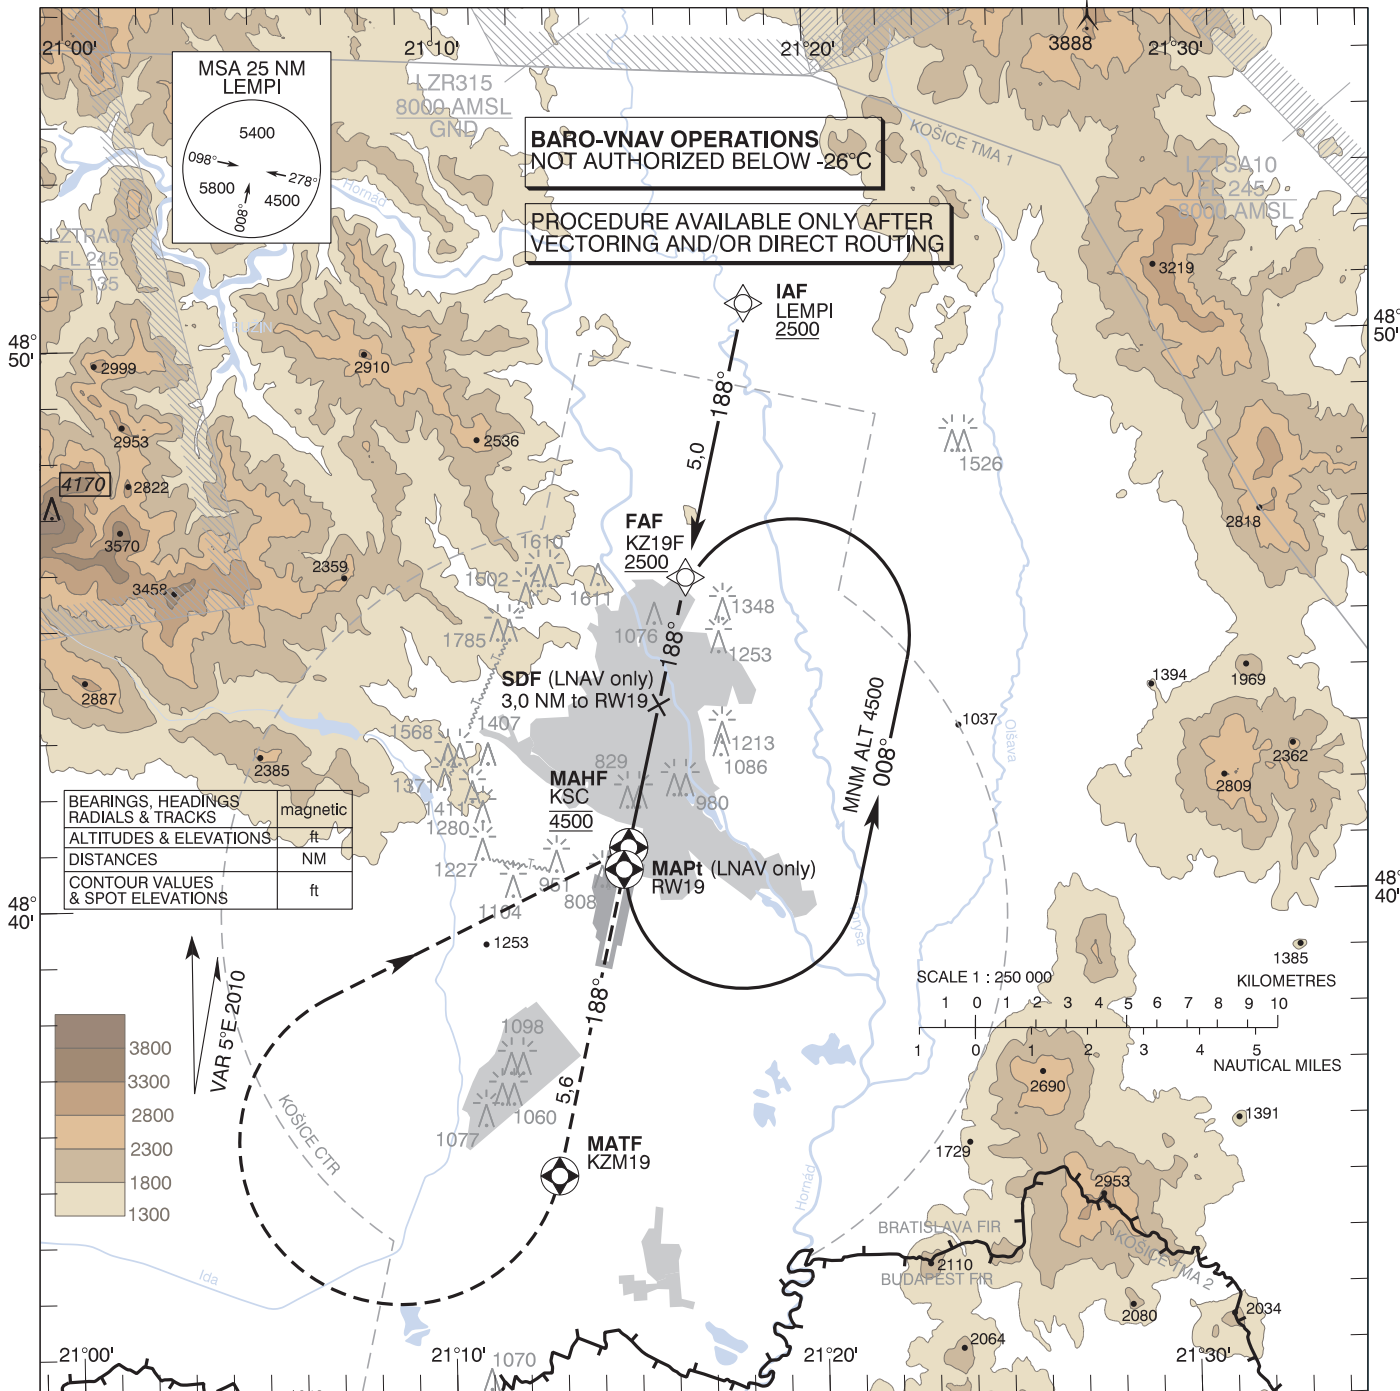 21°00'
21°10'
21°20'
3888
21°30'
MSA 25 NM
LEMPI
5400
098°
278°
5800
4500
008°
LZR315
8000 AMSL
GND
BARO-VNAV OPERATIONS
NOT AUTHORIZED BELOW -26°C
PROCEDURE AVAILABLE ONLY AFTER
VECTORING AND/OR DIRECT ROUTING
KOŠICE TMA 1
LZTSA10
FL 245
8000 AMSL
Hornád
LZTRA07
FL 245
FL 135
RUŽÍN
3219
IAF
LEMPI
2500
48°
50'
48°
50'
2999
2910
188°
2953
2536
5,0
1526
4170
2822
2818
3570
FAF
KZ19F
2500
1610
2359
1502
1611
3458
1348
1076
1785
188°
1253
SDF (LNAV only)
3,0 NM to RW19
2887
1394
1969
1407
1037
Olšava
MNM ALT 4500
008°
1568
1213
2362
2385
1371
829
1086
2809
MAHF
KSC
4500
980
BEARINGS, HEADINGS
RADIALS & TRACKS
magnetic
ALTITUDES & ELEVATIONS
ft
DISTANCES
NM
CONTOUR VALUES
& SPOT ELEVATIONS
ft
1411
1280
1227
951
MAPt (LNAV only)
RW19
1104
808
48°
40'
48°
40'
Torysa
1253
1385
SCALE 1 : 250 000
KILOMETRES
1 0 1 2 3 4 5 6 7 8 9 10
1 0 1 2 3 4 5
NAUTICAL MILES
188°
VAR 5°E 2010
3800
3300
2800
2300
1800
1300
1098
2690
5,6
1060
1077
1391
KOŠICE CTR
MATF
KZM19
1729
Hornád
2953
BRATISLAVA FIR
KOŠICE TMA 2
2110
BUDAPEST FIR
Ida
2080
2034
2064
1070
21°00'
21°10'
21°20'
21°30'